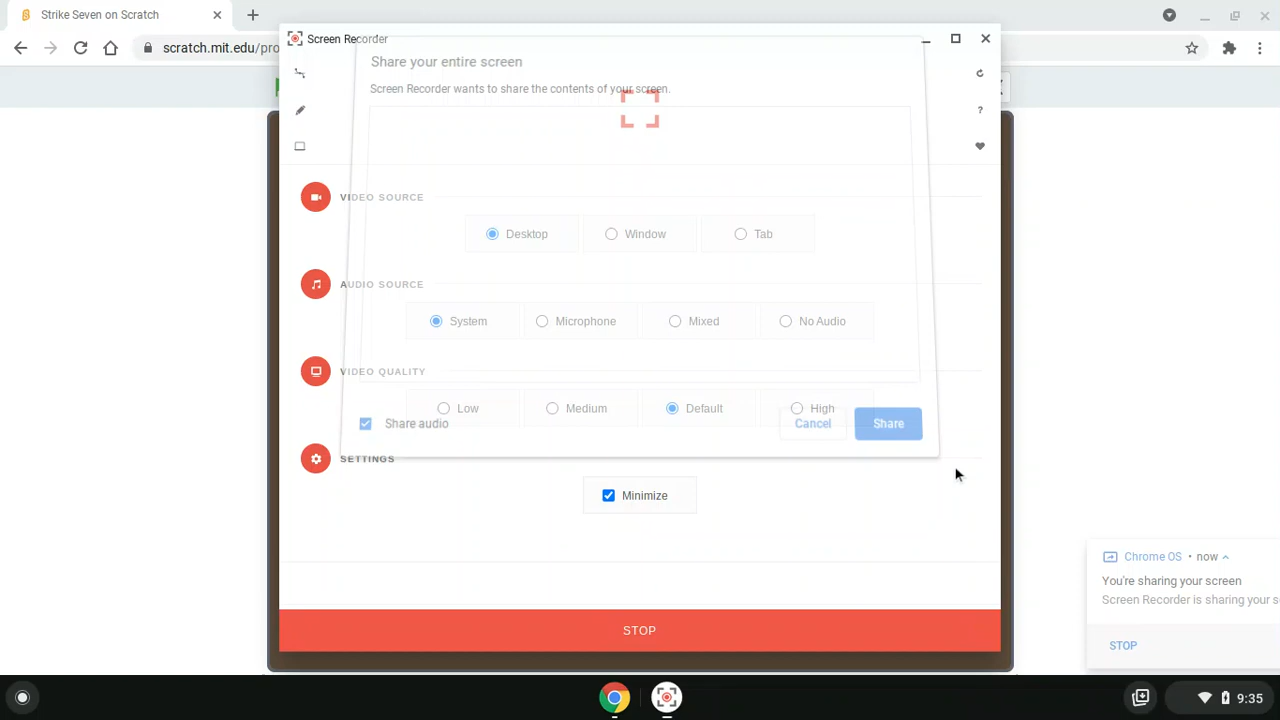 Strike Seven on Scratch
scratch.mit.edu/pro
Screen Recorder
Share your entire screen
Screen Recorder wants to share the contents of your screen.
VIDEO SOURCE
Desktop
Window
Tab
AUDIO SOURCE
System
Microphone
Mixed
No Audio
VIDEO QUALITY
Low
Medium
Default
High
Share audio
Cancel
Share
SETTINGS
Minimize
STOP
Chrome OS • now
You're sharing your screen
Screen Recorder is sharing your s
STOP
9:35